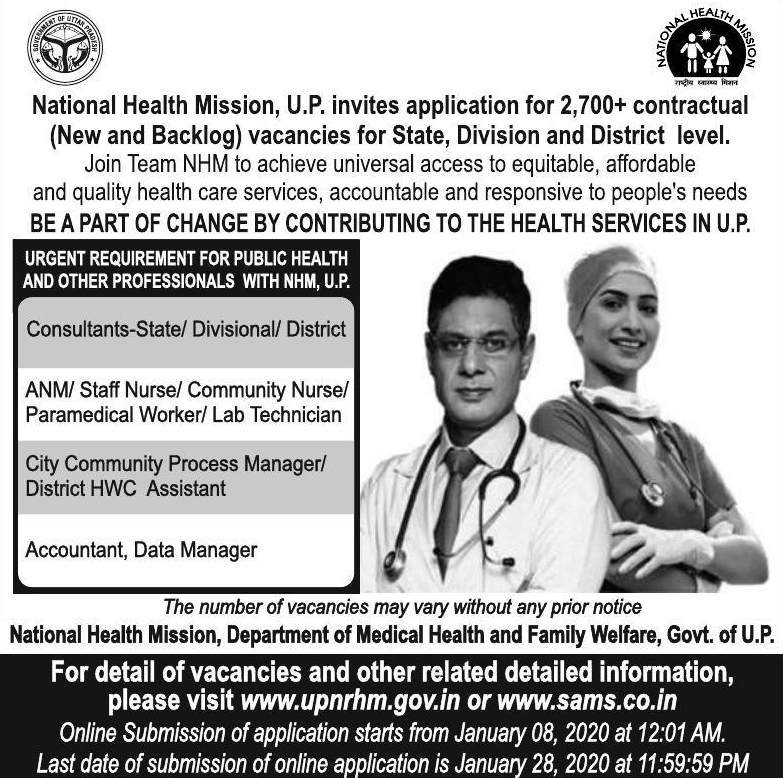 GOVERNMENT OF UTTAR PRADESH
NATIONAL HEALTH MISSION
राष्ट्रीय स्वास्थ्य मिशन
National Health Mission, U.P. invites application for 2,700+ contractual
(New and Backlog) vacancies for State, Division and District level.
Join Team NHM to achieve universal access to equitable, affordable
and quality health care services, accountable and responsive to people's needs
BE A PART OF CHANGE BY CONTRIBUTING TO THE HEALTH SERVICES IN U.P.
URGENT REQUIREMENT FOR PUBLIC HEALTH
AND OTHER PROFESSIONALS WITH NHM, U.P.
Consultants-State/ Divisional/ District
ANM/ Staff Nurse/ Community Nurse/
Paramedical Worker/ Lab Technician
City Community Process Manager/
District HWC Assistant
Accountant, Data Manager
The number of vacancies may vary without any prior notice
National Health Mission, Department of Medical Health and Family Welfare, Govt. of U.P.
For detail of vacancies and other related detailed information,
please visit www.upnrhm.gov.in or www.sams.co.in
Online Submission of application starts from January 08, 2020 at 12:01 AM.
Last date of submission of online application is January 28, 2020 at 11:59:59 PM